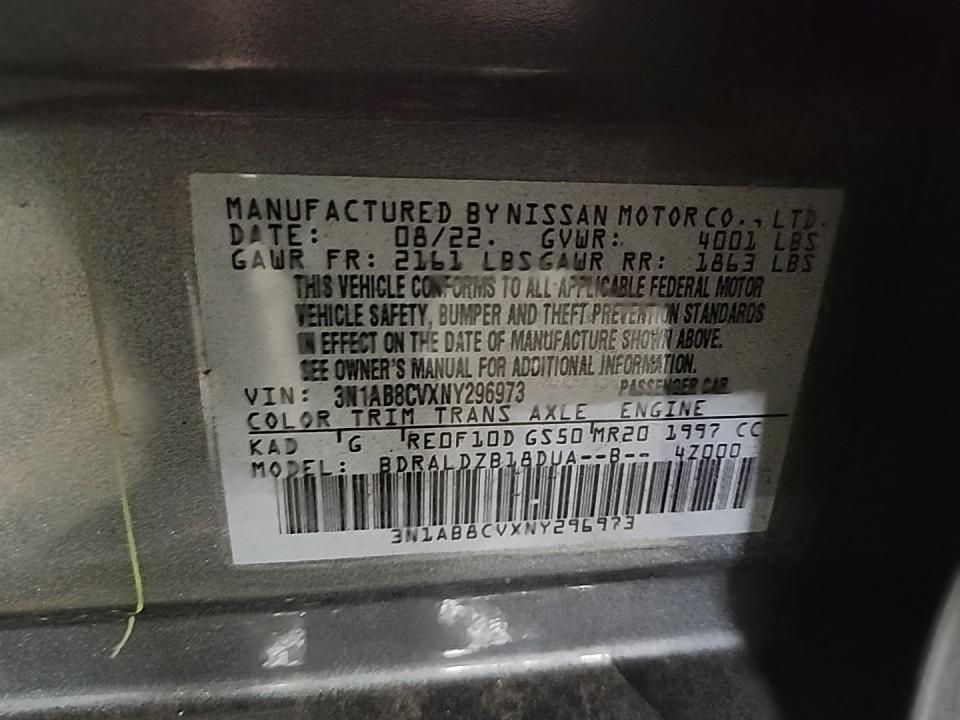 MANUFACTURED BY NISSAN MOTOR CO., LTD.
DATE: 08/22. GVWR: 4001 LBS
GAWR FR: 2161 LBS GAWR RR: 1863 LBS
THIS VEHICLE CONFORMS TO ALL APPLICABLE FEDERAL MOTOR
VEHICLE SAFETY, BUMPER AND THEFT PREVENTION STANDARDS
IN EFFECT ON THE DATE OF MANUFACTURE SHOWN ABOVE.
SEE OWNER'S MANUAL FOR ADDITIONAL INFORMATION.
VIN: 3N1AB8CVXNY296973 PASSENGER CAR
COLOR TRIM TRANS AXLE ENGINE
KAD G RE0F10D GS50 MR20 1997 CC
MODEL: BDRALDZB18DUA--B-- 4Z000
3N1AB8CVXNY296973